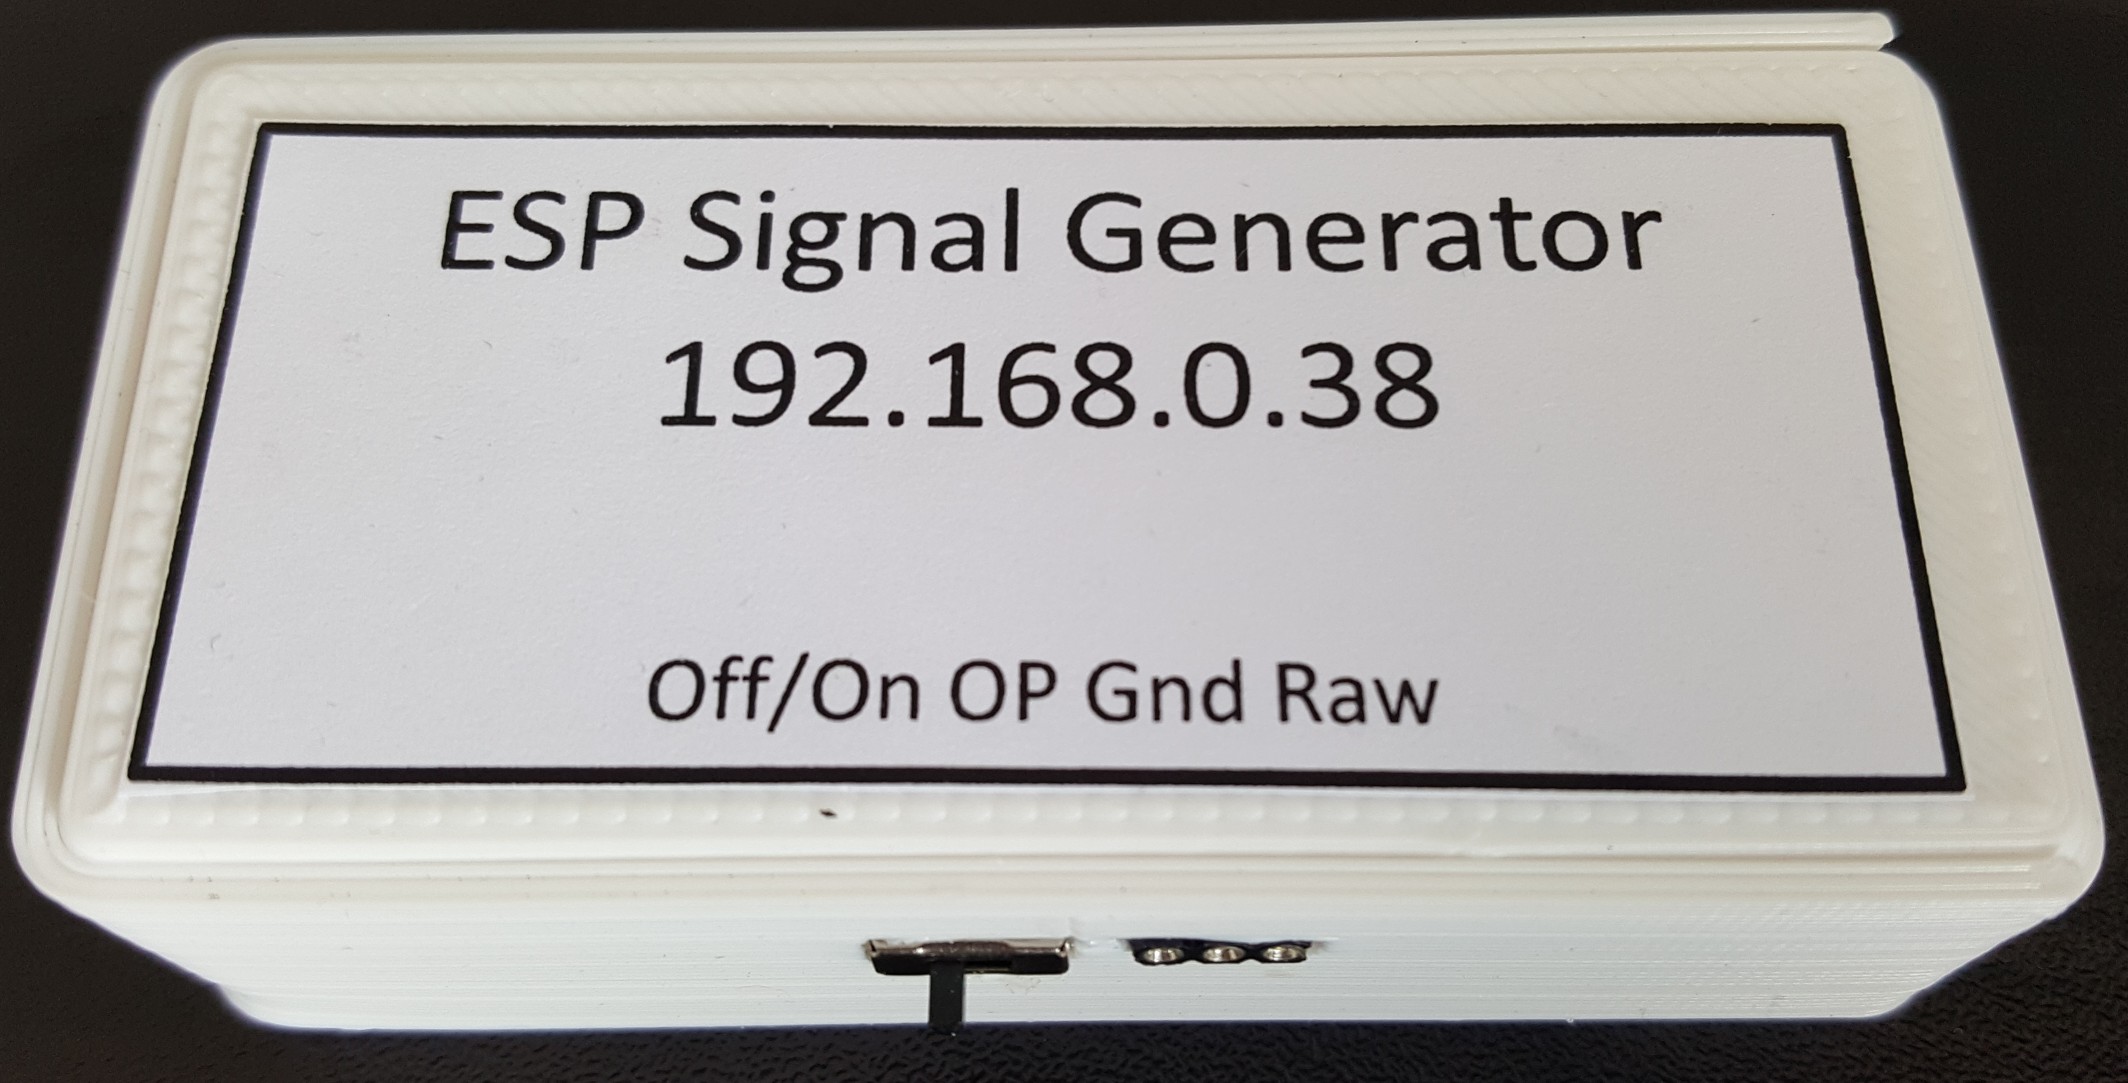 ESP Signal Generator
192.168.0.38
Off/On OP Gnd Raw